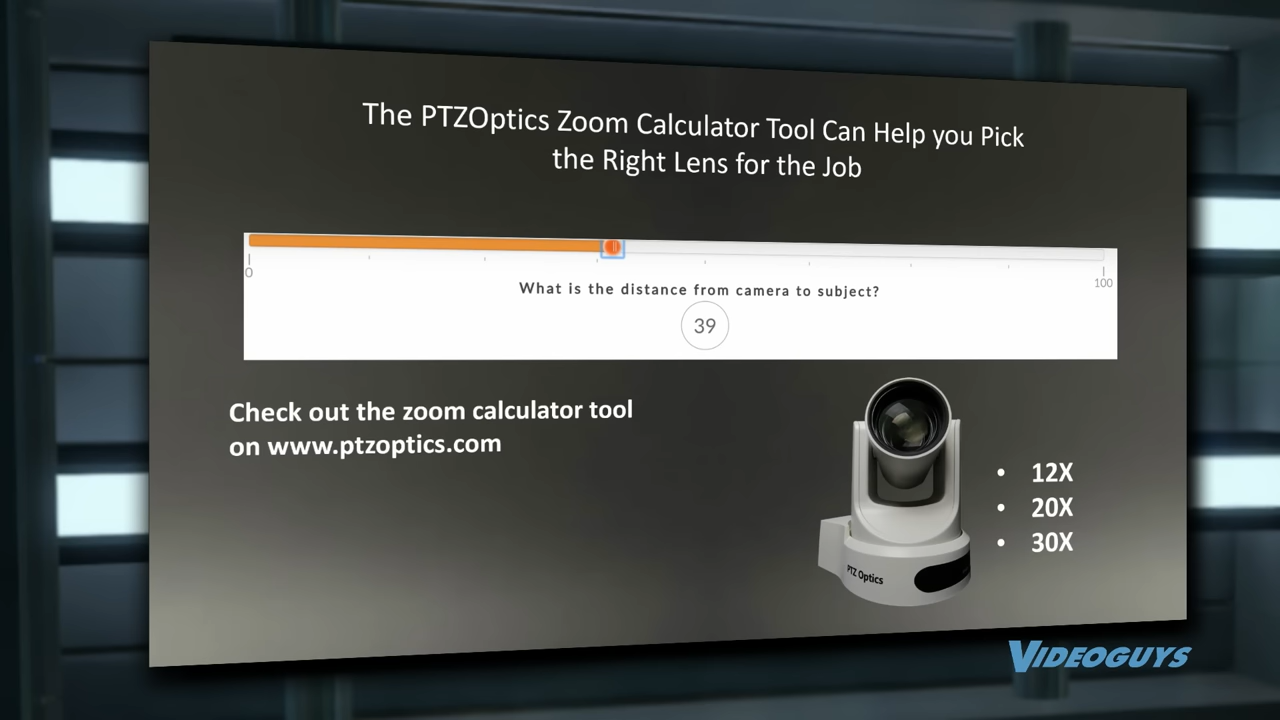 The PTZOptics Zoom Calculator Tool Can Help you Pick
the Right Lens for the Job
0
100
What is the distance from camera to subject?
39
Check out the zoom calculator tool
on www.ptzoptics.com
• 12X
• 20X
• 30X
PTZ Optics
VIDEOGUYS